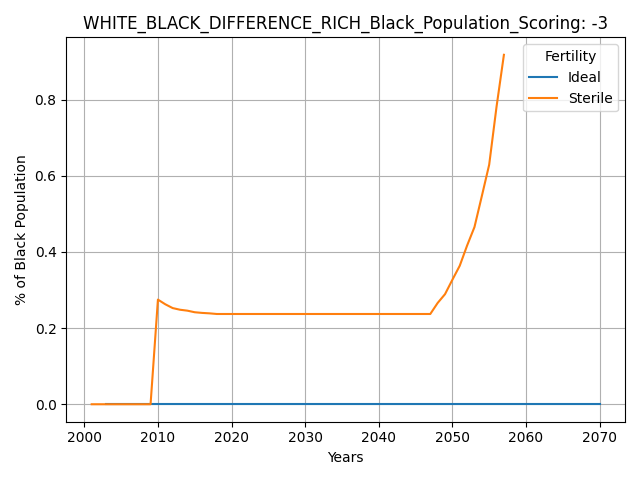 WHITE_BLACK_DIFFERENCE_RICH_Black_Population_Scoring: -3
Fertility
Ideal
Sterile
% of Black Population
0.8
0.6
0.4
0.2
0.0
2000 2010 2020 2030 2040 2050 2060 2070
Years